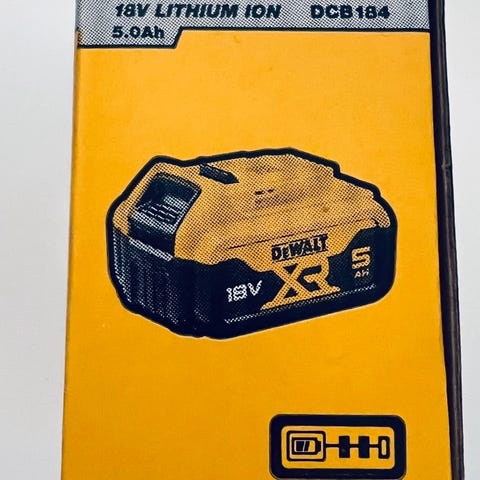 18V LITHIUM ION DCB184
5.0Ah
DEWALT
XR
18V
5
AH